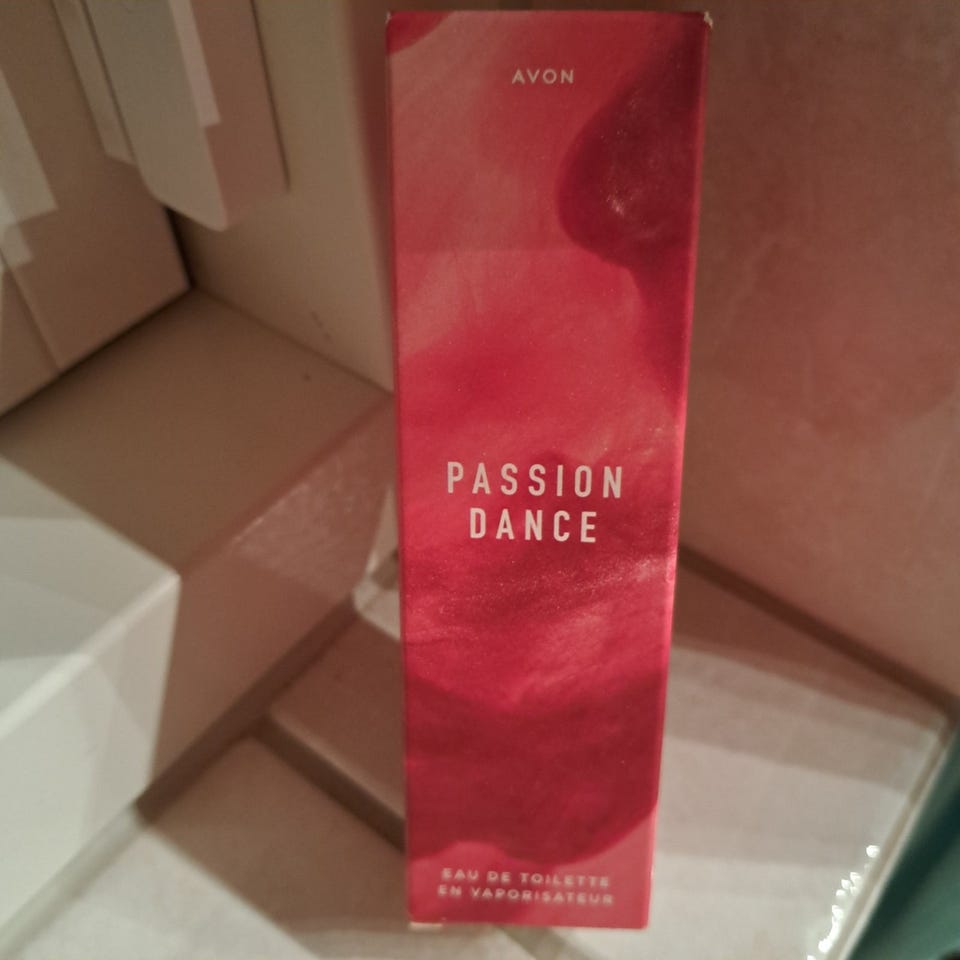 AVON
PASSION
DANCE
EAU DE TOILETTE
EN VAPORISATEUR